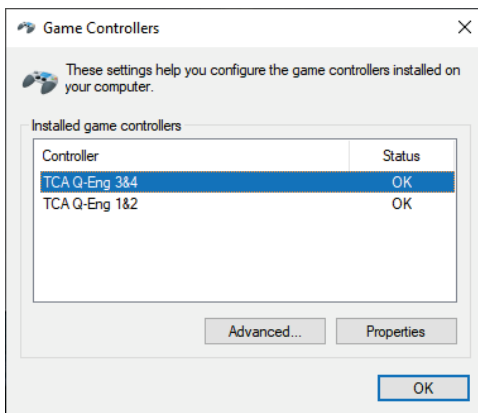 Game Controllers
These settings help you configure the game controllers installed on
your computer.
Installed game controllers
Controller Status
TCA Q-Eng 3&4 OK
TCA Q-Eng 1&2 OK
Advanced... Properties
OK